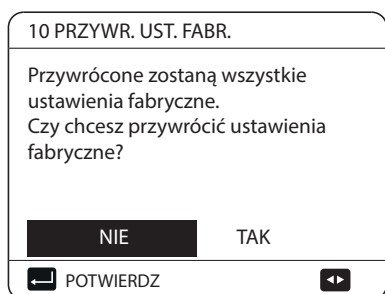 10 PRZYWR. UST. FABR.
Przywrócone zostaną wszystkie
ustawienia fabryczne.
Czy chcesz przywrócić ustawienia
fabryczne?
NIE TAK
POTWIERDZ